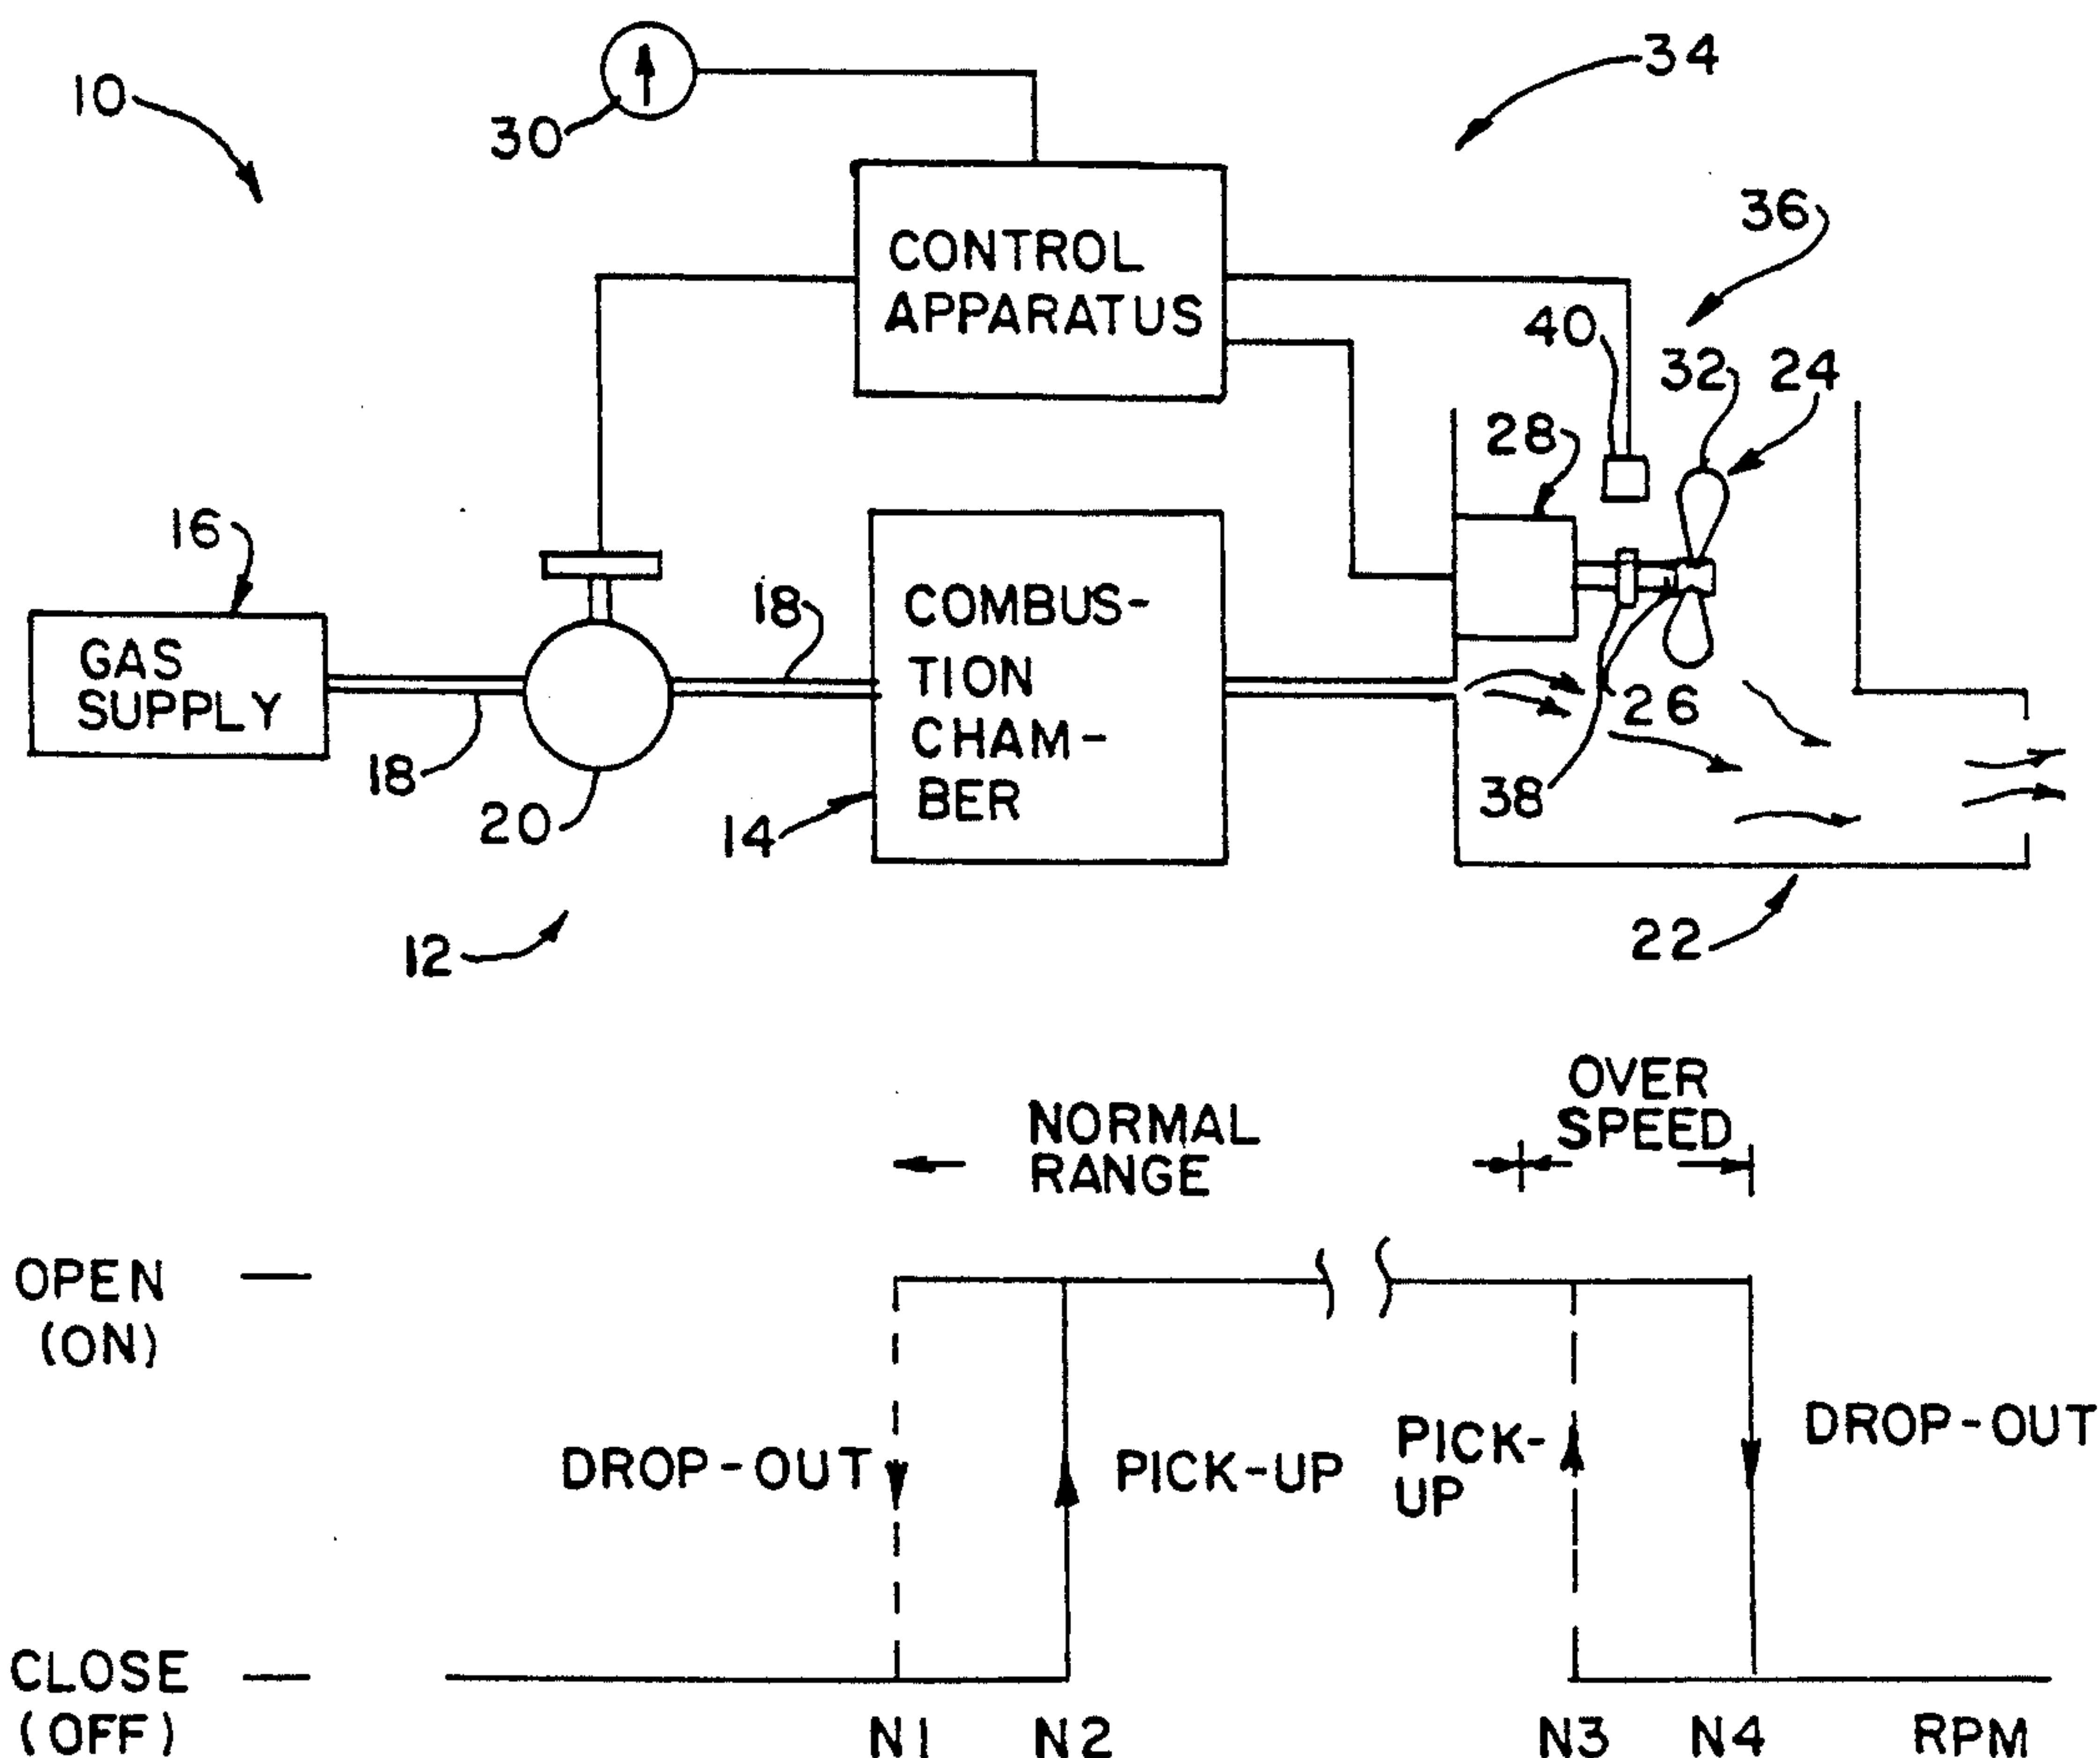 10
30
34
36
CONTROL
APPARATUS
40
32
24
28
16
GAS
SUPPLY
18
18
20
COMBUS-
TION
CHAM-
BER
14
26
38
12
22
NORMAL
RANGE
OVER
SPEED
OPEN
(ON)
DROP-OUT
PICK-UP
PICK-
UP
DROP-OUT
CLOSE
(OFF)
N1
N2
N3
N4
RPM